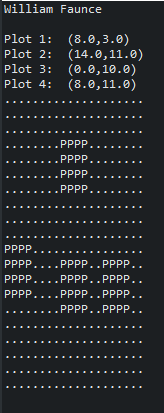 William Faunce
Plot 1:  (8.0,3.0)
Plot 2:  (14.0,11.0)
Plot 3:  (0.0,10.0)
Plot 4:  (8.0,11.0)
....................
....................
....................
........PPPP........
........PPPP........
........PPPP........
........PPPP........
....................
....................
....................
PPPP................
PPPP....PPPP..PPPP..
PPPP....PPPP..PPPP..
PPPP....PPPP..PPPP..
........PPPP..PPPP..
....................
....................
....................
....................
....................